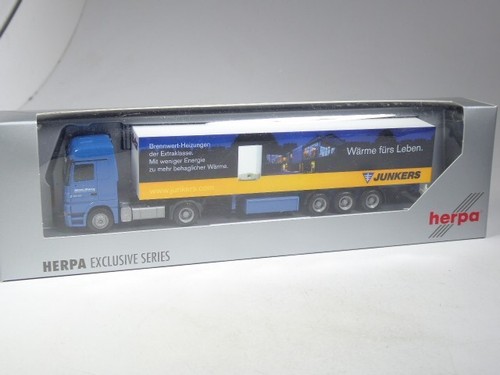 Brennwert-Heizungen
der Extraklasse.
Mit weniger Energie
zu mehr behaglicher Wärme.
Wärme fürs Leben.
www.junkers.com
JUNKERS
herpa
HERPA EXCLUSIVE SERIES